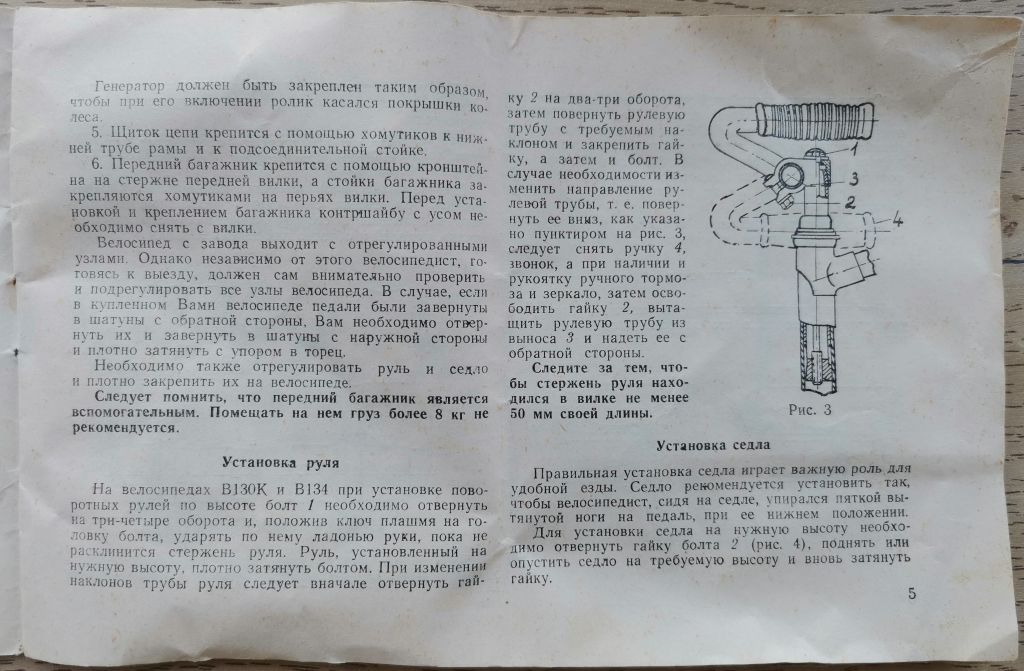 Генератор должен быть закреплен таким образом,
чтобы при его включении ролик касался покрышки ко-
леса.
5. Щиток цепи крепится с помощью хомутиков к ниж-
ней трубе рамы и к подсоединительной стойке.
6. Передний багажник крепится с помощью кронштей-
на на стержне передней вилки, а стойки багажника за-
крепляются хомутиками на перьях вилки. Перед уста-
новкой и креплением багажника контршайбу с усом не-
обходимо снять с вилки.
Велосипед с завода выходит с отрегулированными
узлами. Однако независимо от этого велосипедист, го-
товясь к выезду, должен сам внимательно проверить
и подрегулировать все узлы велосипеда. В случае, если
в купленном Вами велосипеде педали были завернуты
в шатуны с обратной стороны, Вам необходимо отвер-
нуть их и завернуть в шатуны с наружной стороны
и плотно затянуть с упором в торец.
Необходимо также отрегулировать руль и седло
и плотно закрепить их на велосипеде.
Следует помнить, что передний багажник является
вспомогательным. Помещать на нем груз более 8 кг не
рекомендуется.
Установка руля
На велосипедах В130К и В134 при установке пово-
ротных рулей по высоте болт 1 необходимо отвернуть
на три-четыре оборота и, положив ключ плашмя на го-
ловку болта, ударять по нему ладонью руки, пока не
расклинится стержень руля. Руль, установленный на
нужную высоту, плотно затянуть болтом. При изменении
наклонов трубы руля следует вначале отвернуть гай-
ку 2 на два-три оборота,
затем повернуть рулевую
трубу с требуемым на-
клоном и закрепить гай-
ку, а затем и болт. В
случае необходимости из-
менить направление ру-
левой трубы, т. е. повер-
нуть ее вниз, как указа-
но пунктиром на рис. 3,
следует снять ручку 4,
звонок, а при наличии и
рукоятку ручного тормо-
за и зеркало, затем осво-
бодить гайку 2, выта-
щить рулевую трубу из
выноса 3 и надеть ее с
обратной стороны.
Следите за тем, что-
бы стержень руля нахо-
дился в вилке не менее
50 мм своей длины.
1
3
2
4
Рис. 3
Установка седла
Правильная установка седла играет важную роль для
удобной езды. Седло рекомендуется установить так,
чтобы велосипедист, сидя на седле, упирался пяткой вы-
тянутой ноги на педаль, при ее нижнем положении.
Для установки седла на нужную высоту необхо-
димо отвернуть гайку болта 2 (рис. 4), поднять или
опустить седло на требуемую высоту и вновь затянуть
гайку.
5